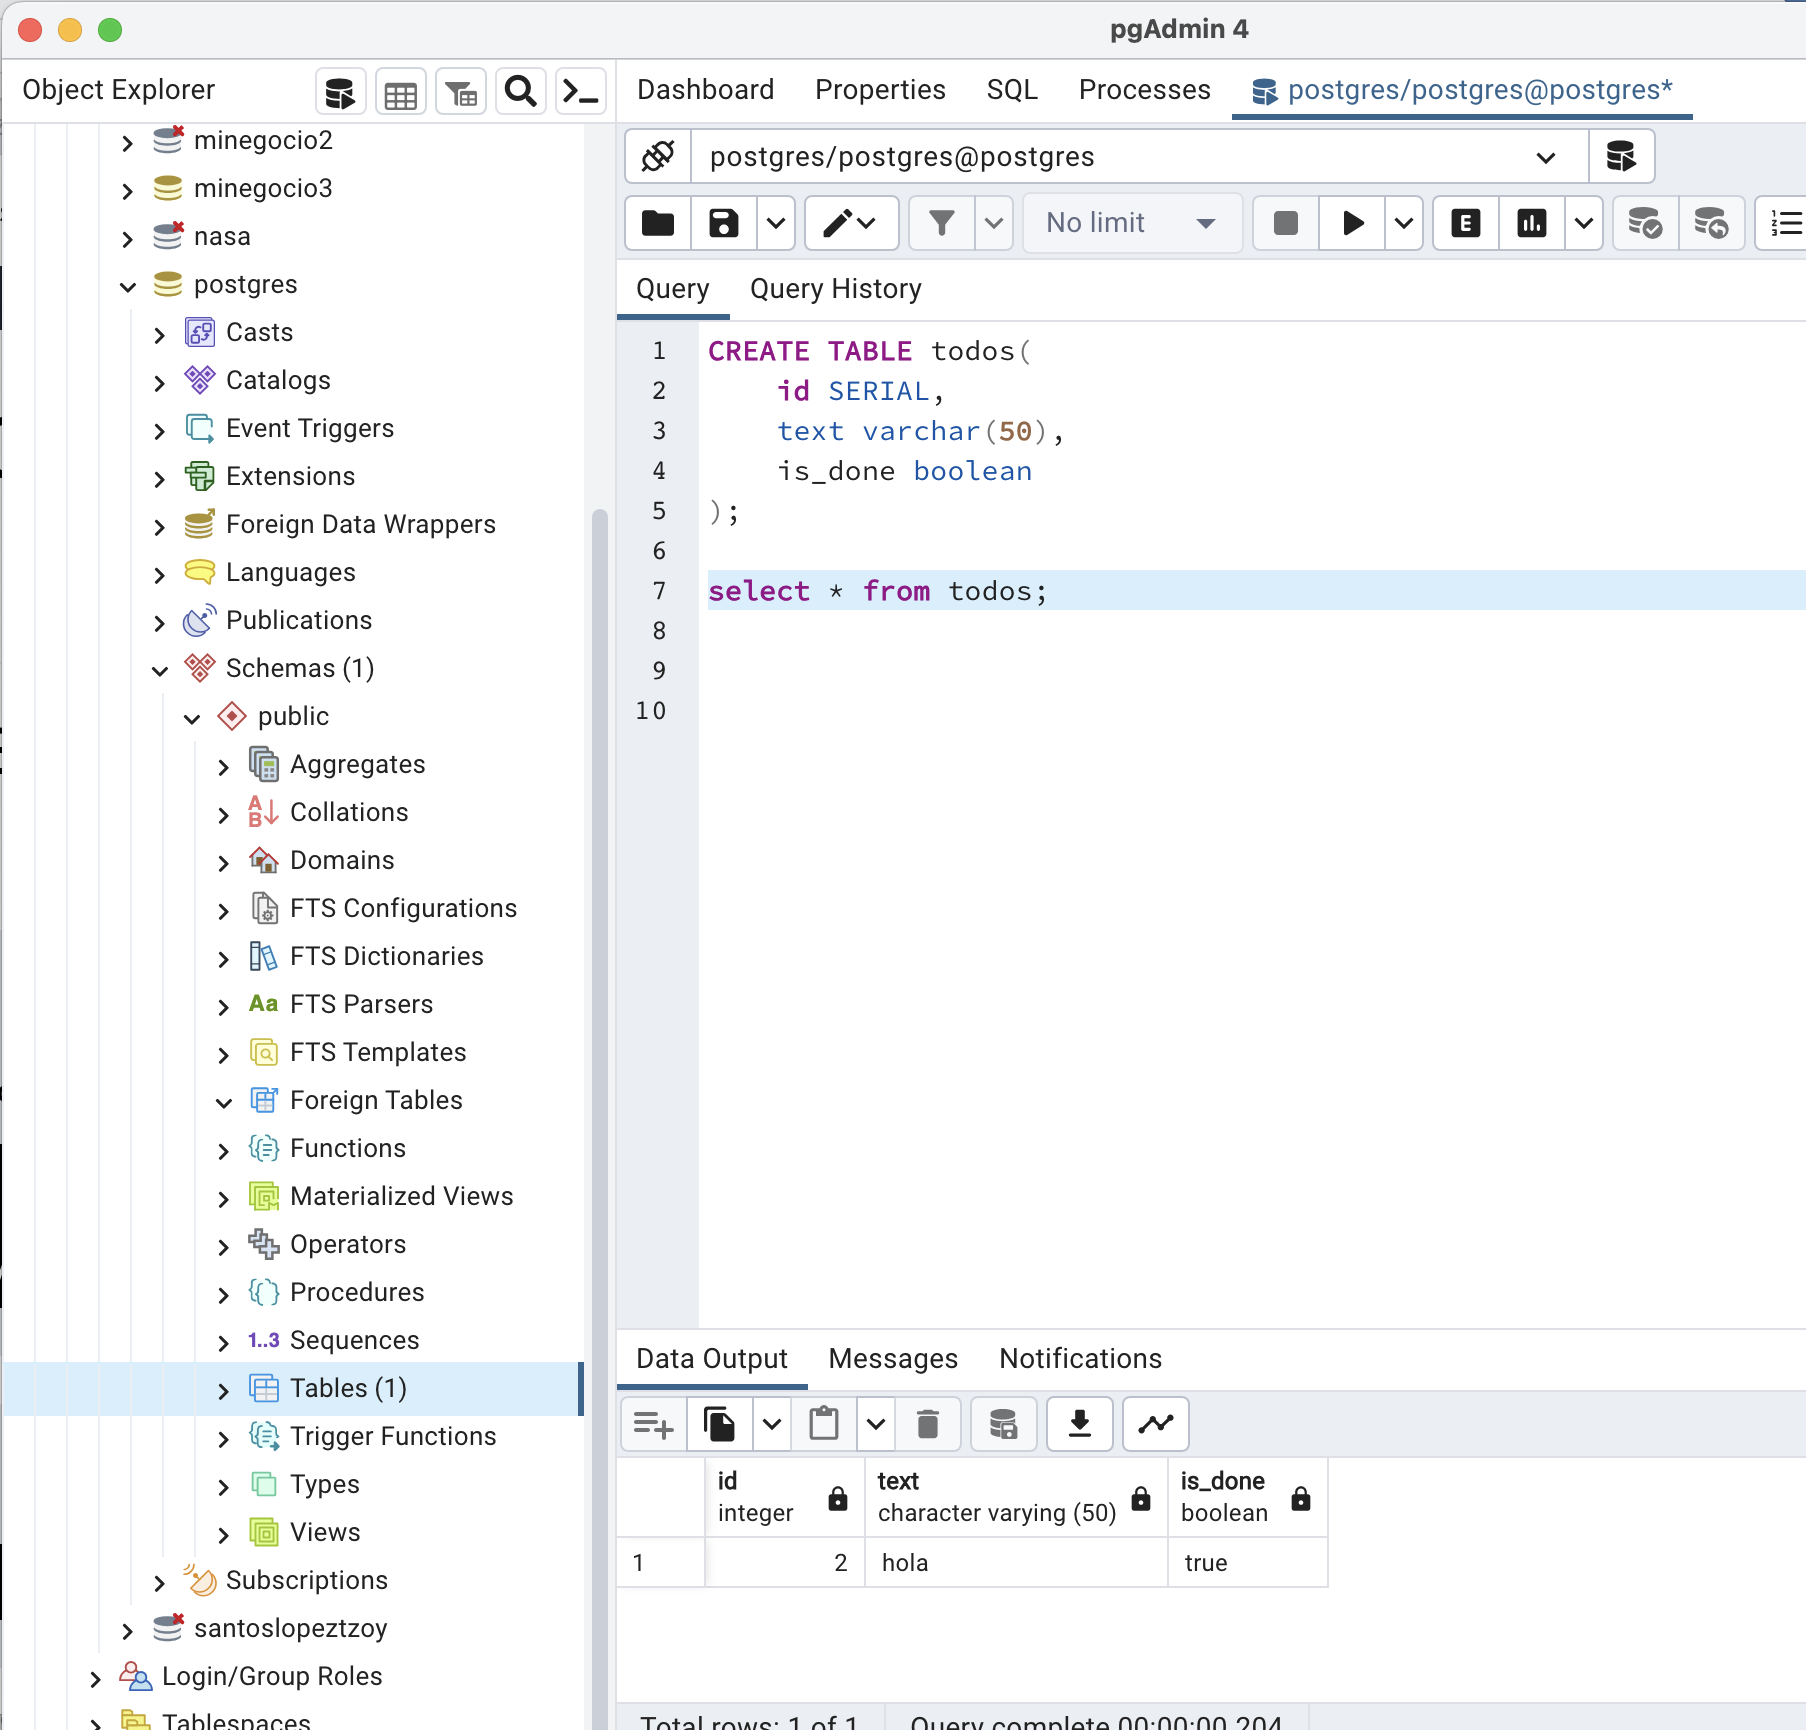 pgAdmin 4
Object Explorer
Dashboard Properties SQL Processes postgres/postgres@postgres*
minegocio2
minegocio3
nasa
postgres
Casts
Catalogs
Event Triggers
Extensions
Foreign Data Wrappers
Languages
Publications
Schemas (1)
public
Aggregates
Collations
Domains
FTS Configurations
FTS Dictionaries
Aa FTS Parsers
FTS Templates
Foreign Tables
Functions
Materialized Views
Operators
Procedures
1..3 Sequences
Tables (1)
Trigger Functions
Types
Views
Subscriptions
santoslopeztzoy
Login/Group Roles
Tablespaces
postgres/postgres@postgres
No limit
E
Query Query History
1 CREATE TABLE todos(
2 id SERIAL,
3 text varchar(50),
4 is_done boolean
5 );
6
7 select * from todos;
8
9
10
Data Output Messages Notifications
id text is_done
integer character varying (50) boolean
1 2 hola true
Total rows: 1 of 1 Query complete 00:00:00.204